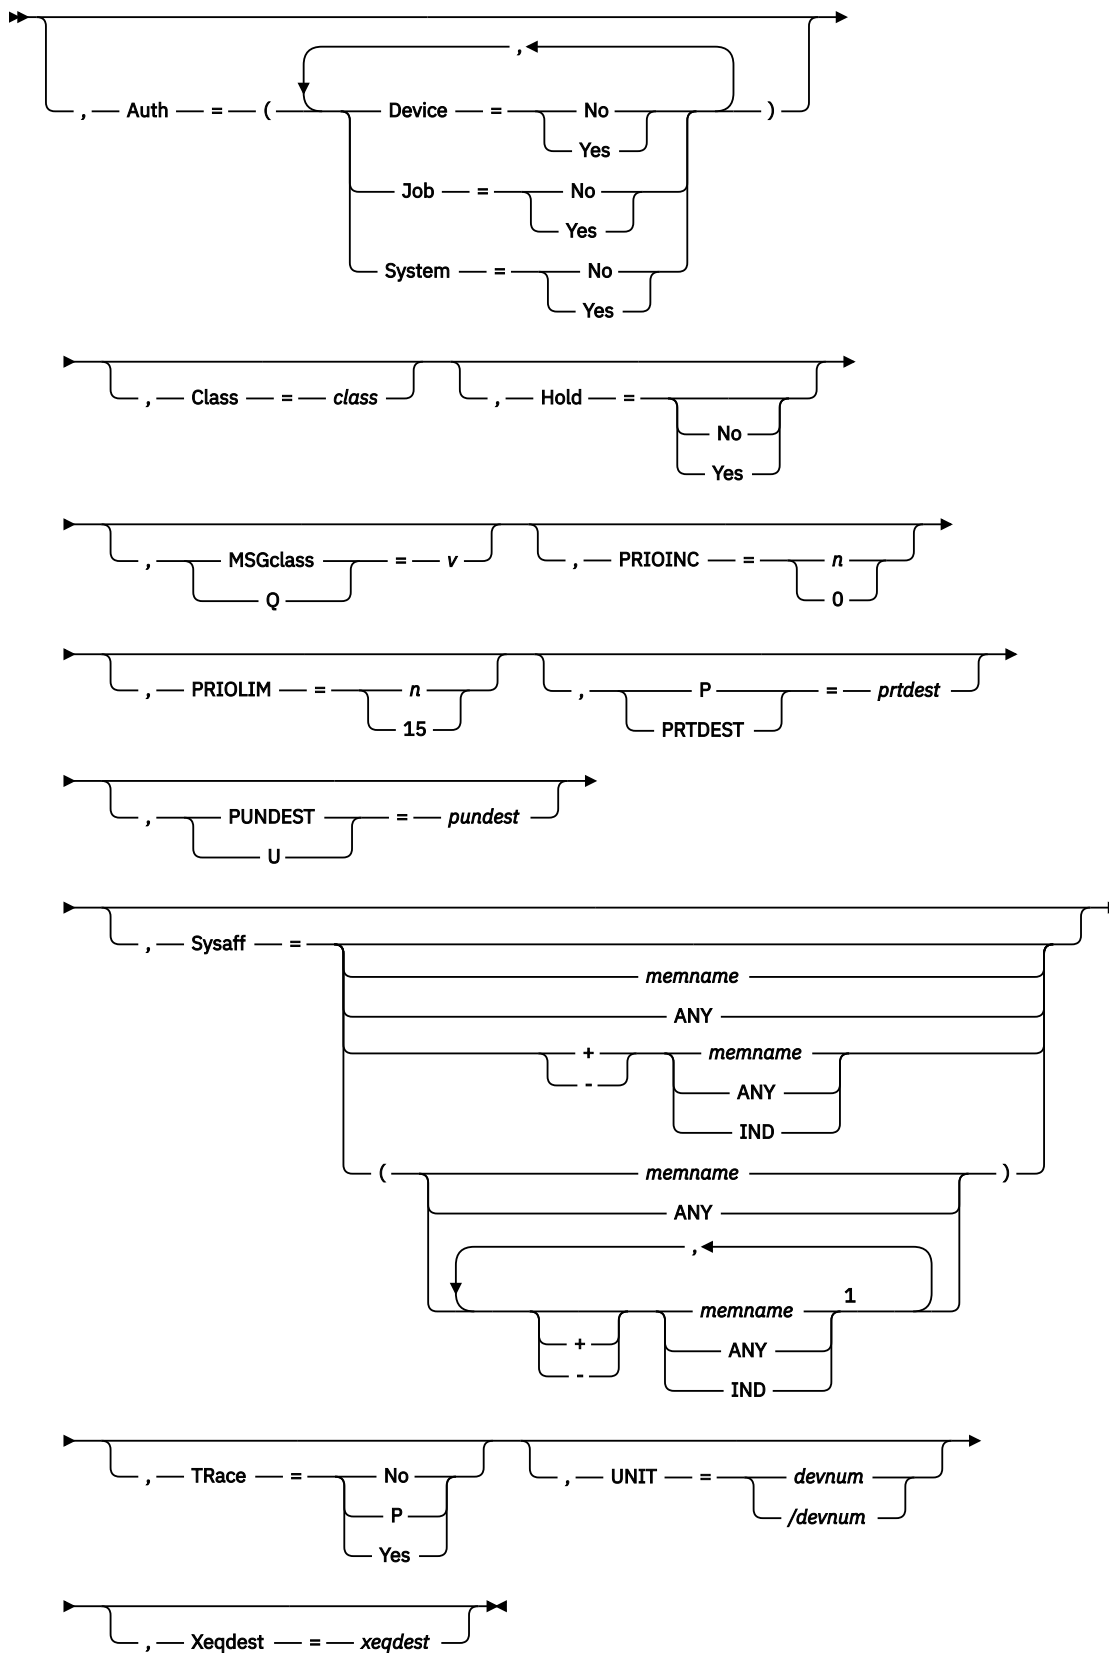 ,
, Auth = ( Device = No )
Yes
Job = No
Yes
System = No
Yes
, Class = class , Hold =
No
Yes
, MSGclass = v , PRIOINC = n
Q 0
, PRIOLIM = n , P = prtdest
15 PRTDEST
, PUNDEST = pundest
U
, Sysaff =
memname
ANY
+ memname
- ANY
IND
( memname )
ANY
,
memname 1
+ ANY
- IND
, TRace = No , UNIT = devnum
P /devnum
Yes
, Xeqdest = xeqdest